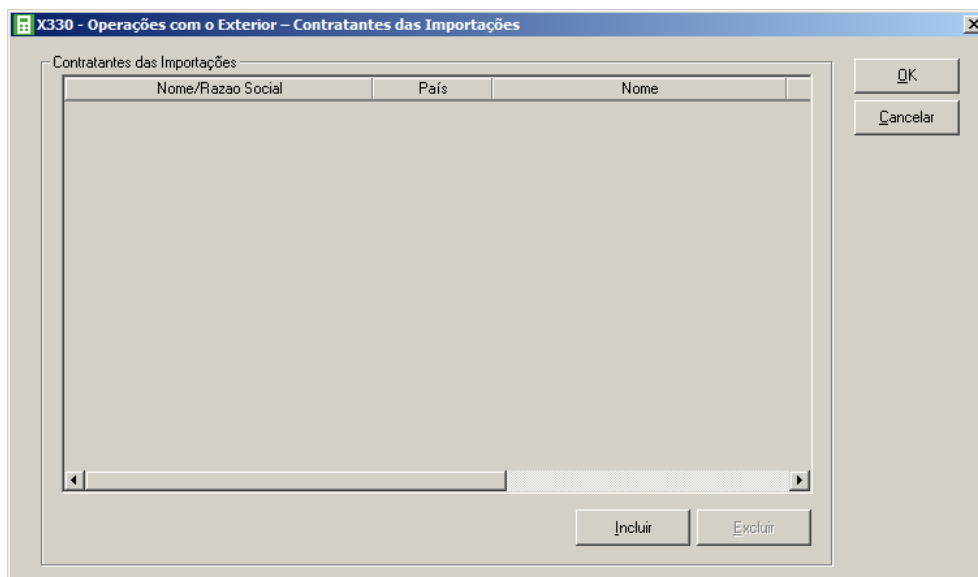 X330 - Operações com o Exterior – Contratantes das Importações
Contratantes das Importações
Nome/Razao Social País Nome
OK
Cancelar
Incluir Excluir